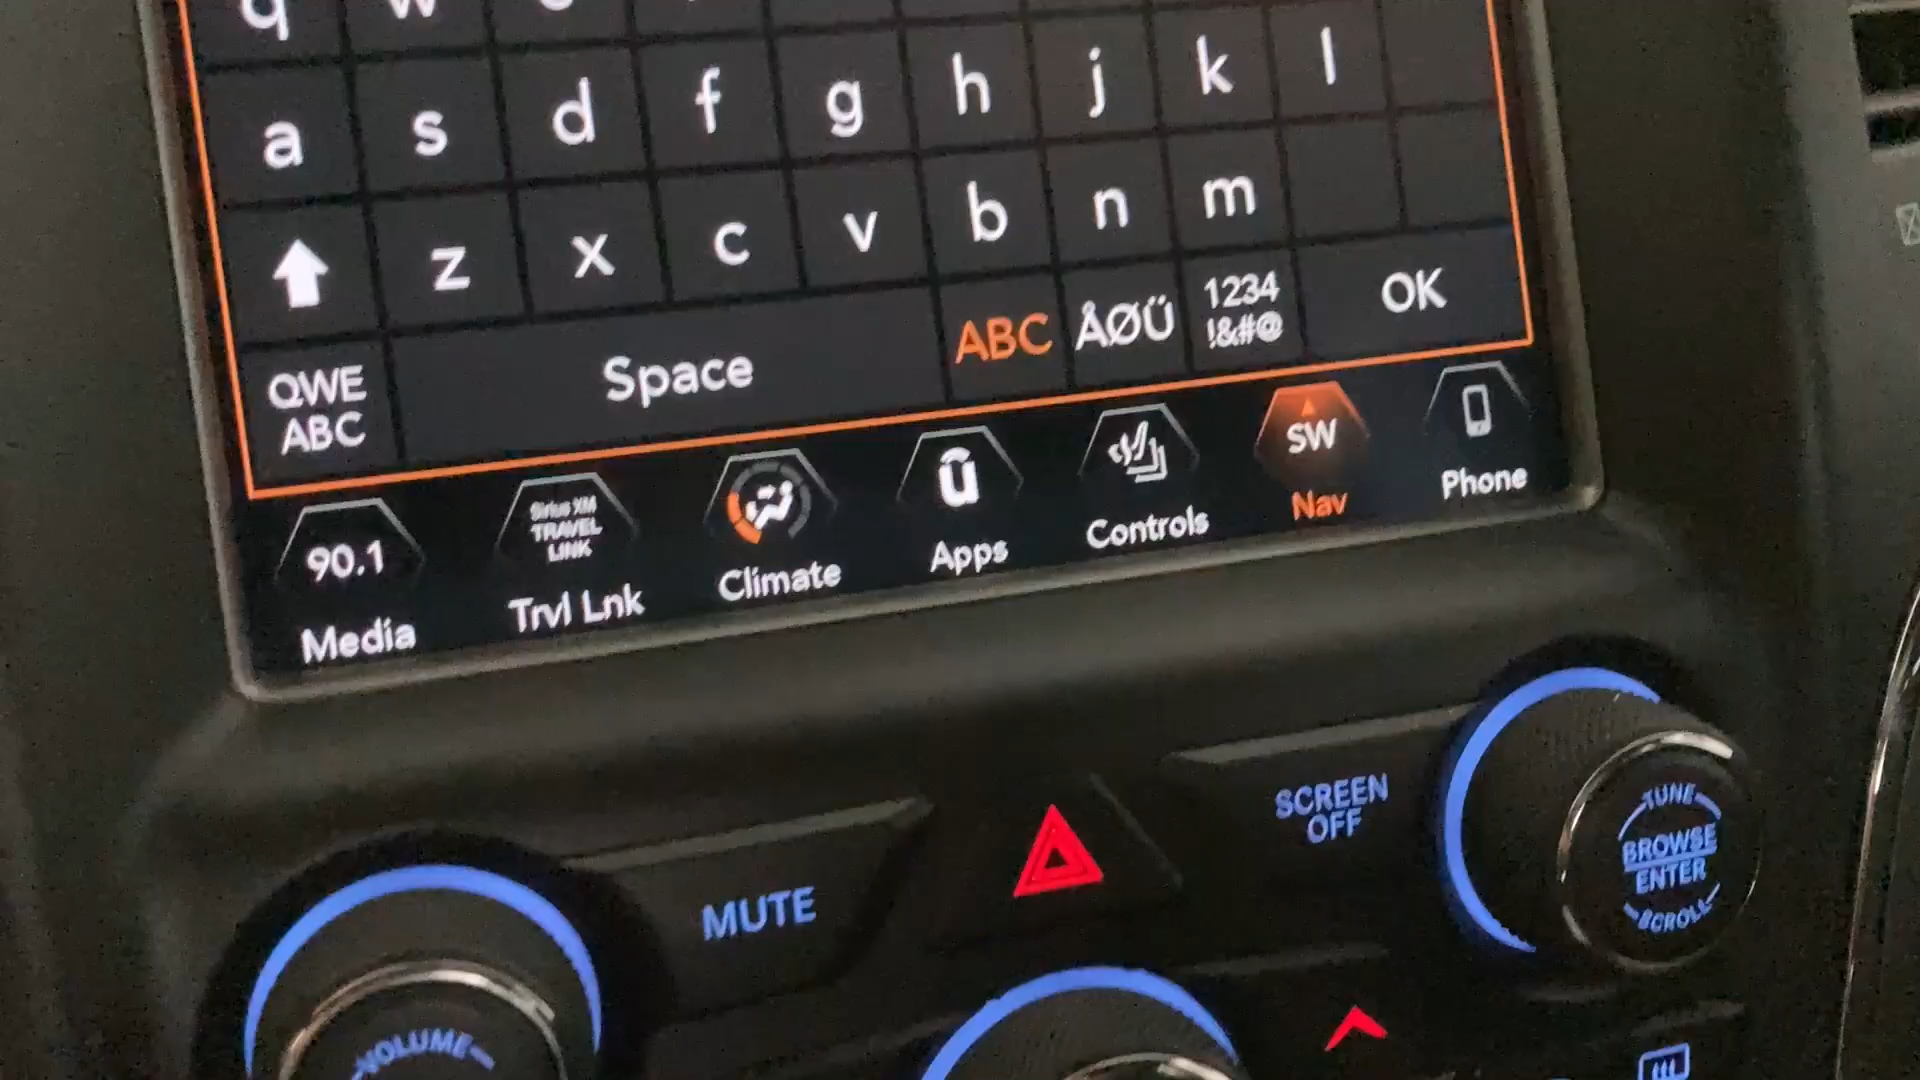 q w
a s d f g h j k l
z x c v b n m
QWE
ABC
Space
ABC
ÅØÜ
1234
!&#@
OK
90.1
Media
Sirius XM
TRAVEL
LINK
Trvl Lnk
Climate
û
Apps
Controls
SW
Nav
Phone
MUTE
SCREEN
OFF
TUNE
BROWSE
ENTER
SCROLL
VOLUME